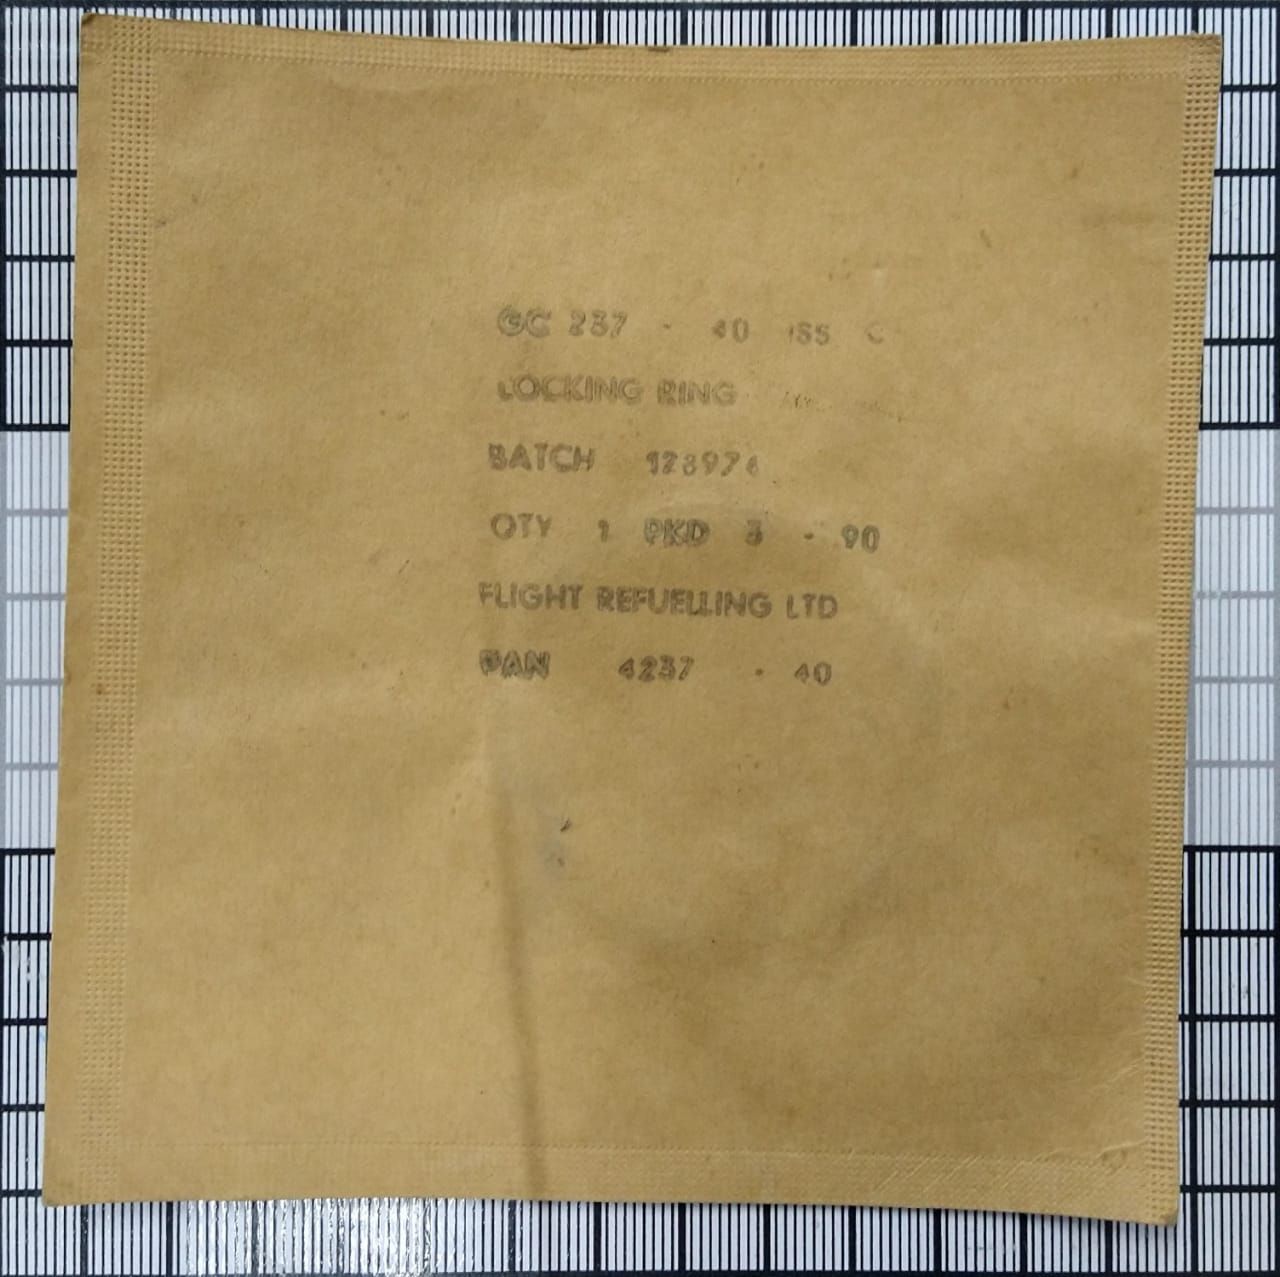 GC 237 - 40 ISS C
LOCKING RING
BATCH 123974
QTY 1 PKD 3 - 90
FLIGHT REFUELLING LTD
PAN 4237 - 40